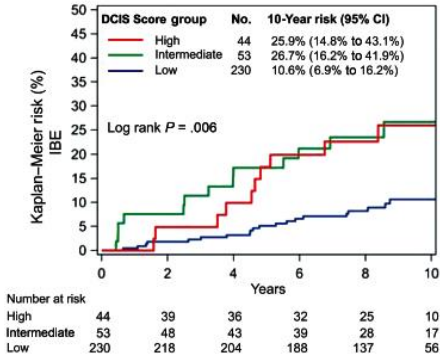 DCIS Score group No. 10-Year risk (95% CI)
High 44 25.9% (14.8% to 43.1%)
Intermediate 53 26.7% (16.2% to 41.9%)
Low 230 10.6% (6.9% to 16.2%)
Log rank P = .006
Kaplan–Meier risk (%)
IBE
50
45
40
35
30
25
20
15
10
5
0
0 2 4 6 8 10
Years
Number at risk
High 44 39 36 32 25 10
Intermediate 53 48 43 39 28 17
Low 230 218 204 188 137 56